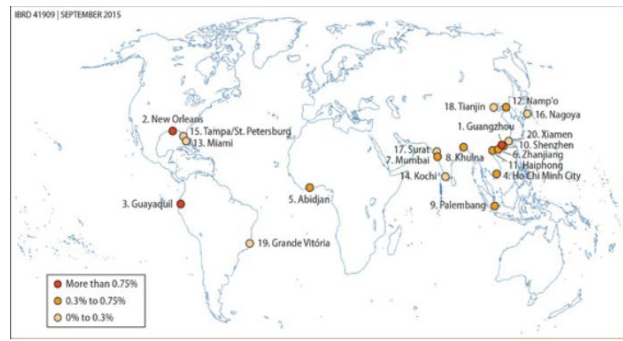 IBRD 41909 | SEPTEMBER 2015
2. New Orleans
15. Tampa/St. Petersburg
13. Miami
3. Guayaquil
5. Abidjan
19. Grande Vitória
18. Tianjin
12. Namp'o
16. Nagoya
1. Guangzhou
20. Xiamen
17. Surat
10. Shenzhen
7. Mumbai
8. Khulna
6. Zhanjiang
11. Haiphong
14. Kochi
4. Ho Chi Minh City
9. Palembang
More than 0.75%
0.3% to 0.75%
0% to 0.3%